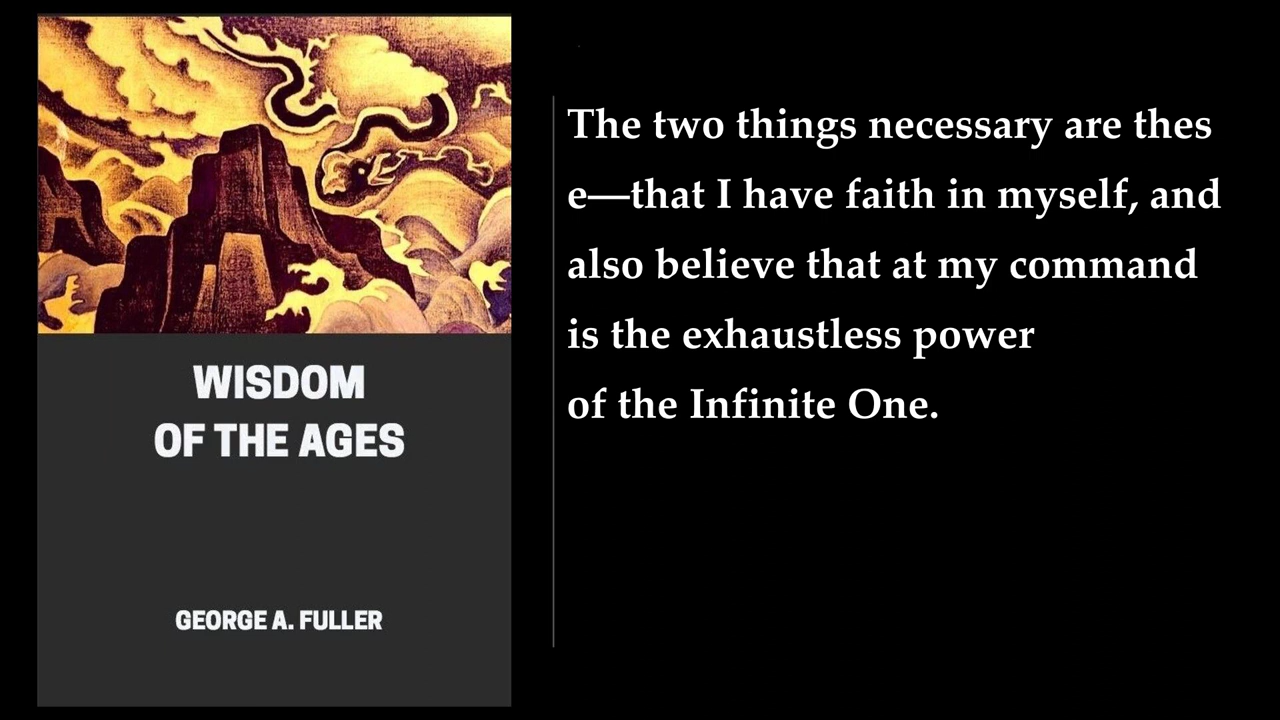 WISDOM
OF THE AGES
GEORGE A. FULLER
The two things necessary are thes
e—that I have faith in myself, and
also believe that at my command
is the exhaustless power
of the Infinite One.